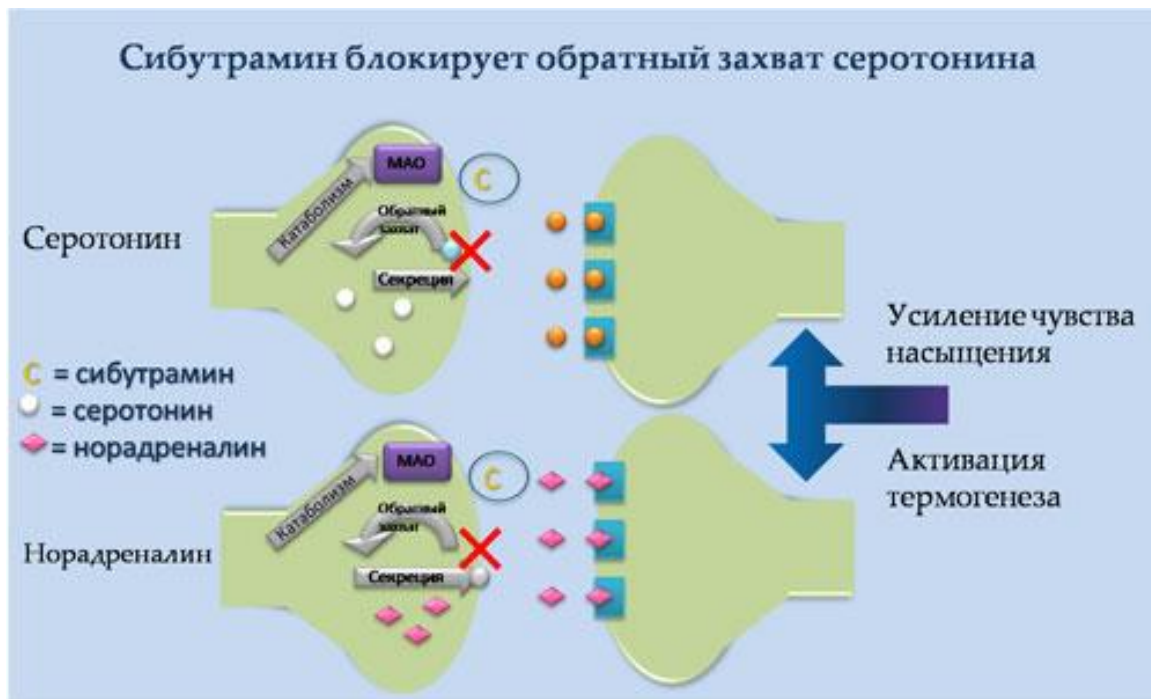 Сибутрамин блокирует обратный захват серотонина
МАО
С
Катаболизм
Обратный
захват
Серотонин
Секреция
Усиление чувства
насыщения
С = сибутрамин
= серотонин
= норадреналин
МАО
С
Катаболизм
Обратный
захват
Активация
термогенеза
Норадреналин
Секреция